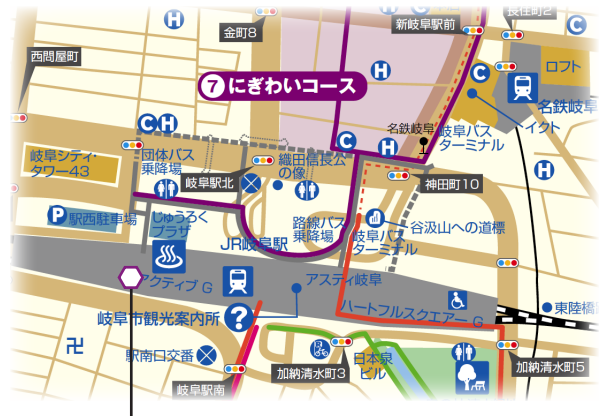 金町8
新岐阜駅前
長住町2
西問屋町
C
H
C
ロフト
H
C
⑦にぎわいコース
名鉄岐阜
イクト
名鉄岐阜
岐阜バス
ターミナル
C H
C
H
H
岐阜シティ・
タワー43
団体バス
乗降場
岐阜駅北
織田信長公
の像
神田町10
P 駅西駐車場
じゅうろく
プラザ
路線バス
乗降場
岐阜バス
ターミナル
谷汲山への道標
JR岐阜駅
アクティブG
アスティ岐阜
ハートフルスクエアーG
東陸橋
岐阜市観光案内所
?
駅南口交番
岐阜駅南
加納清水町3
日本泉
ビル
加納清水町5